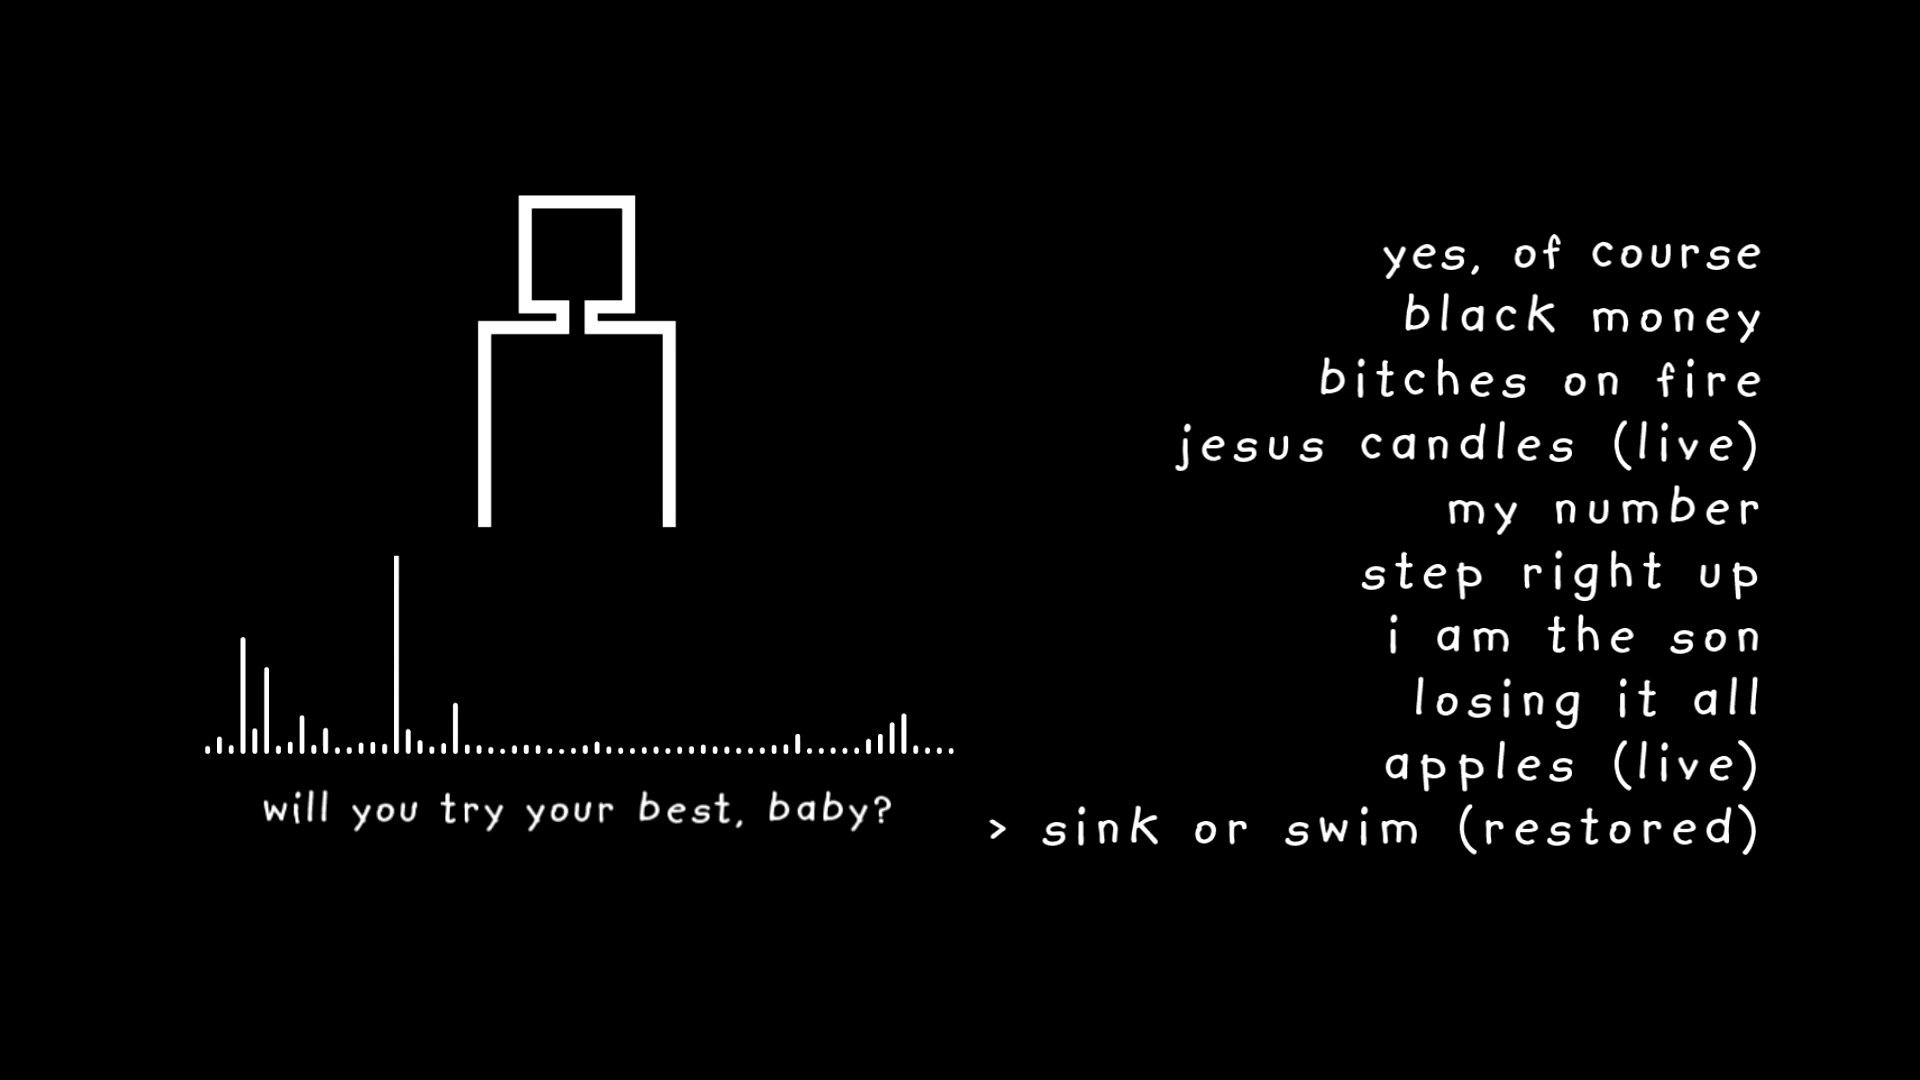 yes, of course
black money
bitches on fire
jesus candles (live)
my number
step right up
i am the son
losing it all
apples (live)
> sink or swim (restored)
will you try your best, baby?